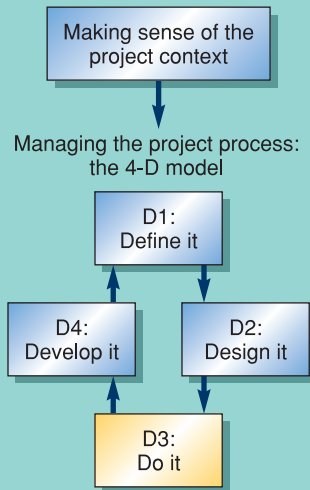 Making sense of the
project context
Managing the project process:
the 4-D model
D1:
Define it
D4:
Develop it
D2:
Design it
D3:
Do it